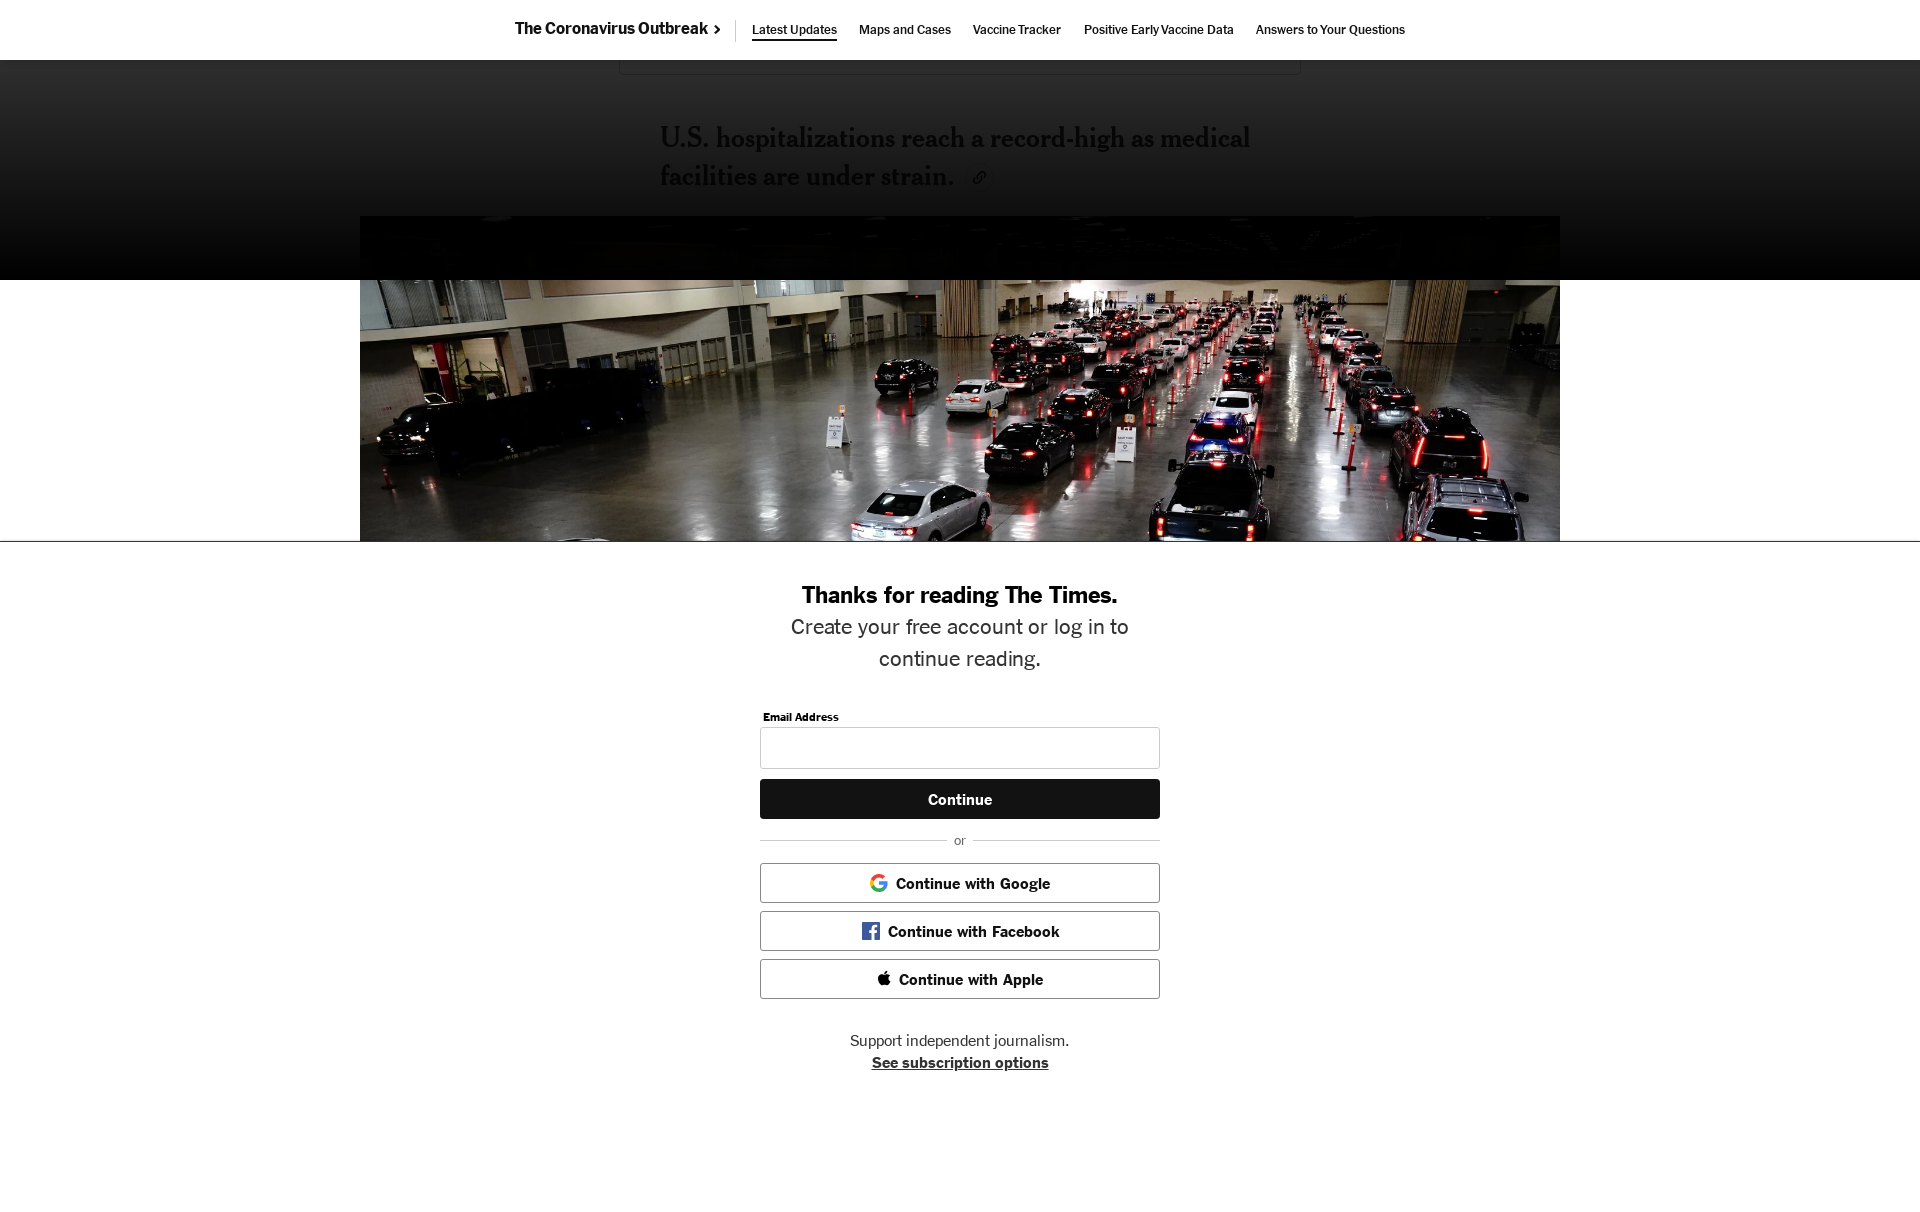 The Coronavirus Outbreak
Latest Updates
Maps and Cases
Vaccine Tracker
Positive Early Vaccine Data
Answers to Your Questions
U.S. hospitalizations reach a record-high as medical
facilities are under strain.
Thanks for reading The Times.
Create your free account or log in to
continue reading.
Email Address
Continue
or
Continue with Google
Continue with Facebook
Continue with Apple
Support independent journalism.
See subscription options